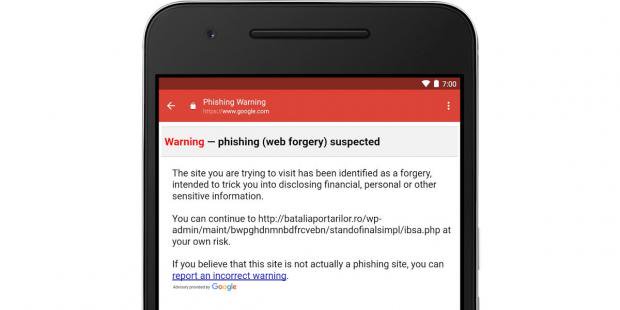 7:00
Phishing Warning
https://www.google.com
Warning — phishing (web forgery) suspected
The site you are trying to visit has been identified as a forgery,
intended to trick you into disclosing financial, personal or other
sensitive information.
You can continue to http://bataliaportarilor.ro/wp-
admin/maint/bwpghdnmnbdfrcvebn/standofinalsimpl/ibsa.php at
your own risk.
If you believe that this site is not actually a phishing site, you can
report an incorrect warning.
Advisory provided by Google